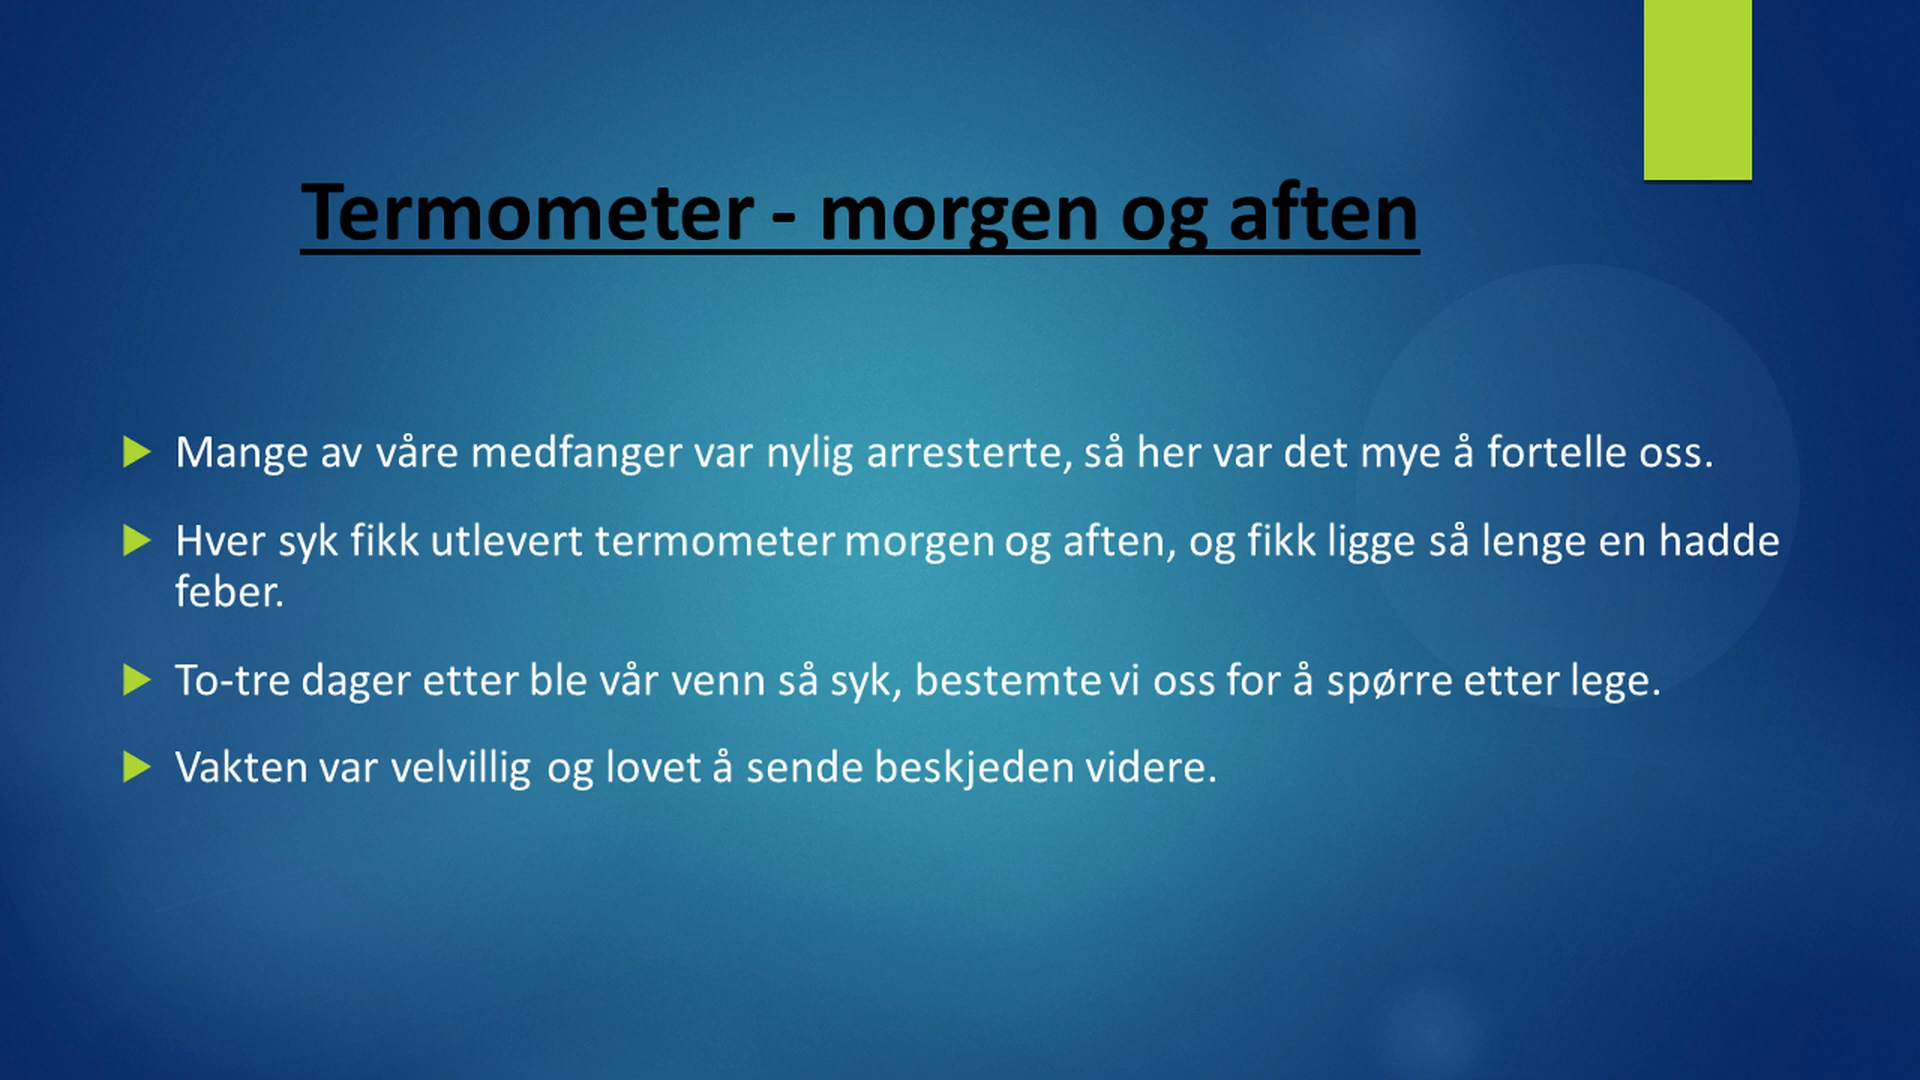 Termometer - morgen og aften
Mange av våre medfanger var nylig arresterte, så her var det mye å fortelle oss.
Hver syk fikk utlevert termometer morgen og aften, og fikk ligge så lenge en hadde
feber.
To-tre dager etter ble vår venn så syk, bestemte vi oss for å spørre etter lege.
Vakten var velvillig og lovet å sende beskjeden videre.